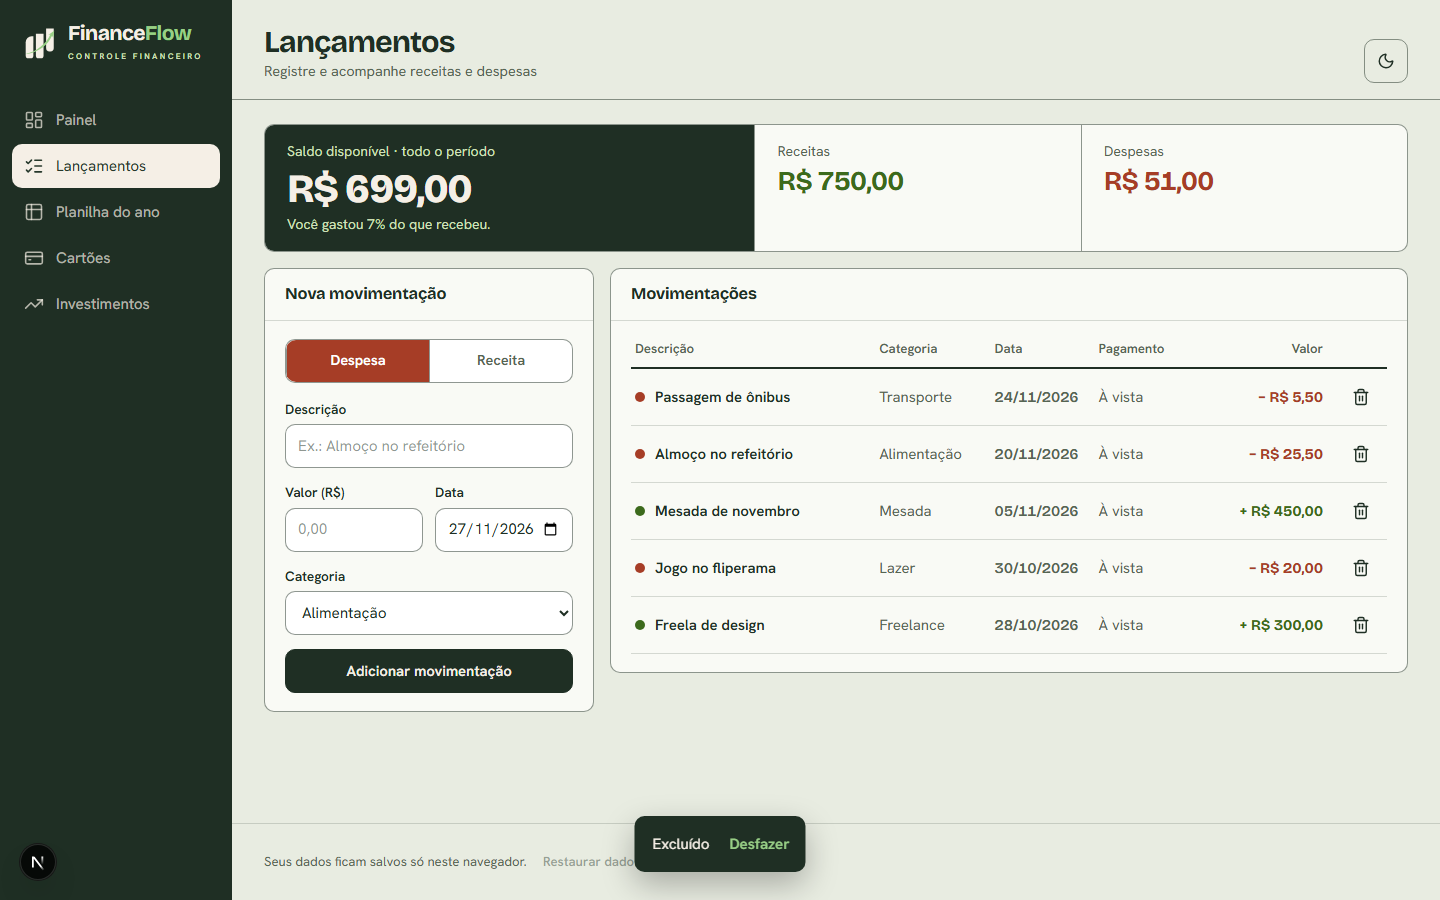 FinanceFlow
CONTROLE FINANCEIRO
Painel
Lançamentos
Planilha do ano
Cartões
Investimentos
N
Lançamentos
Registre e acompanhe receitas e despesas
Saldo disponível · todo o período
R$ 699,00
Você gastou 7% do que recebeu.
Receitas
R$ 750,00
Despesas
R$ 51,00
Nova movimentação
Despesa Receita
Descrição
Ex.: Almoço no refeitório
Valor (R$) Data
0,00 27/11/2026
Categoria
Alimentação
Adicionar movimentação
Movimentações
Descrição Categoria Data Pagamento Valor
Passagem de ônibus Transporte 24/11/2026 À vista − R$ 5,50
Almoço no refeitório Alimentação 20/11/2026 À vista − R$ 25,50
Mesada de novembro Mesada 05/11/2026 À vista + R$ 450,00
Jogo no fliperama Lazer 30/10/2026 À vista − R$ 20,00
Freela de design Freelance 28/10/2026 À vista + R$ 300,00
Seus dados ficam salvos só neste navegador. Restaurar dado
Excluído Desfazer